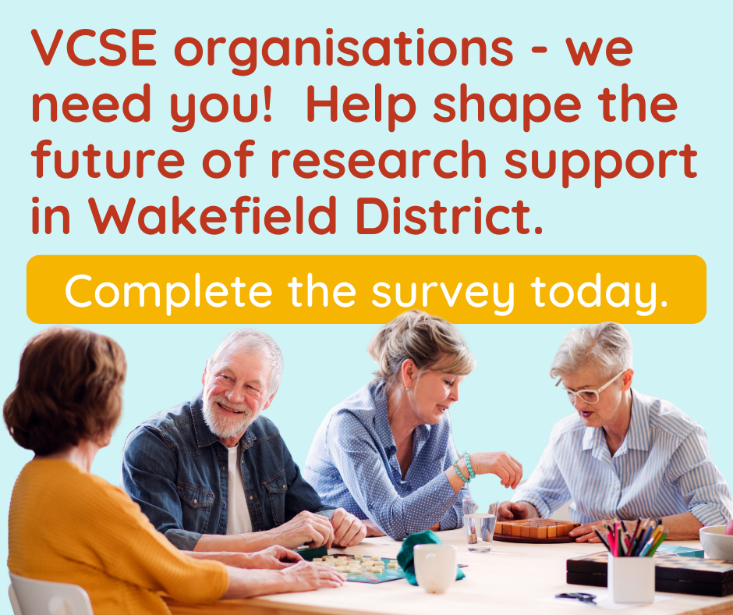 VCSE organisations - we
need you!  Help shape the
future of research support
in Wakefield District.
Complete the survey today.